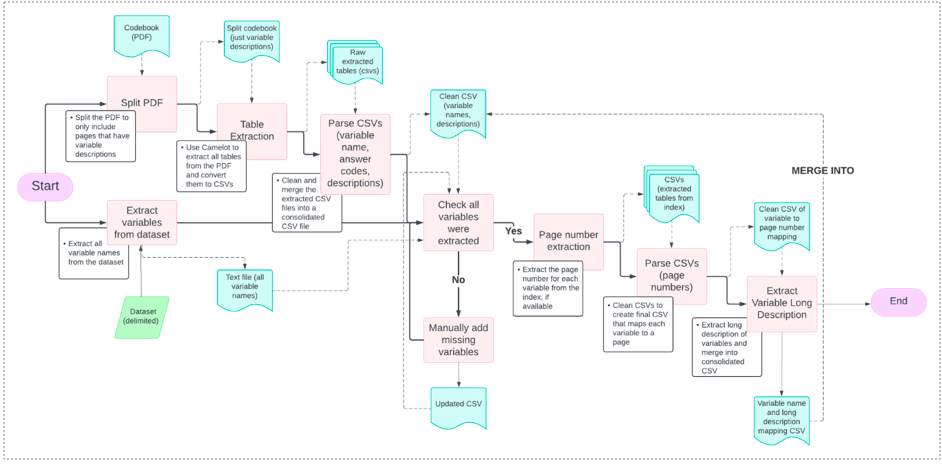 Codebook
(PDF)
Split codebook
(just variable
descriptions)
Raw
extracted
tables (csvs)
Clean CSV
(variable
names,
descriptions)
Split PDF
• Split the PDF to
only include
pages that have
variable
descriptions
Table
Extraction
• Use Camelot to
extract all tables
from the PDF
and convert
them to CSVs
Parse CSVs
(variable
name,
answer
codes,
descriptions)
• Clean and
merge the
extracted CSV
files into a
consolidated
CSV file
MERGE INTO
Start
Extract
variables
from dataset
• Extract all
variable names
from the dataset
Text file (all
variable names)
Dataset
(delimited)
Check all
variables
were
extracted
Yes
No
Manually add
missing
variables
Updated CSV
Page number
extraction
• Extract the page
number for each
variable from the
index, if
available
CSVs
(extracted
tables from
index)
Parse CSVs
(page
numbers)
• Clean CSVs to
create final CSV
that maps each
variable to a
page
Clean CSV of
variable to
page number
mapping
Extract
Variable Long
Description
• Extract long
description of
variables and
merge into
consolidated
CSV
End
Variable name
and long
description
mapping CSV